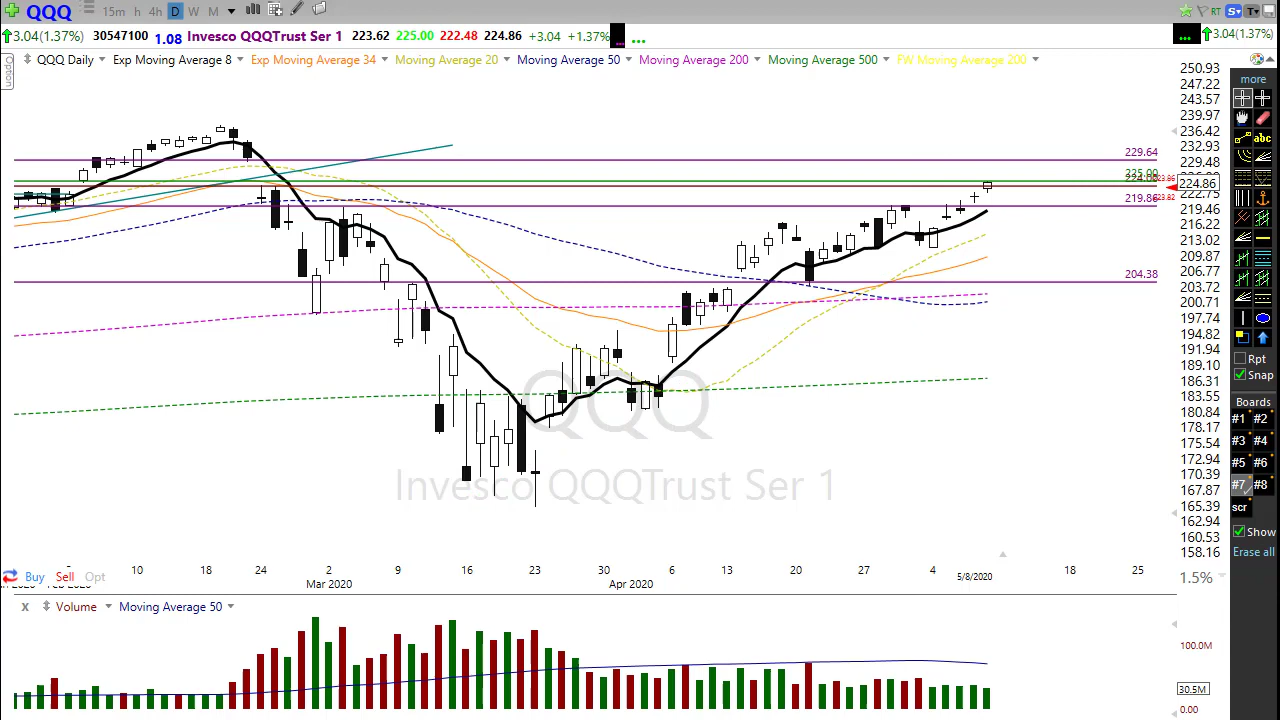 QQQ 15m h 4h D W M RT S T
3.04(1.37%) 30547100 1.08 Invesco QQQTrust Ser 1 223.62 225.00 222.48 224.86 +3.04 +1.37% ... ... 3.04(1.37%)
Option
QQQ Daily Exp Moving Average 8 Exp Moving Average 34 Moving Average 20 Moving Average 50 Moving Average 200 Moving Average 500 FW Moving Average 200
more
abc
Rpt
Snap
Boards
#1 #2
#3 #4
#5 #6
#7 #8
scr
Show
Erase all
250.93
247.22
243.57
239.97
236.42
232.93
229.48
224.86
222.75
219.46
216.22
213.02
209.87
206.77
203.72
200.71
197.74
194.82
191.94
189.10
186.31
183.55
180.84
178.17
175.54
172.94
170.39
167.87
165.39
162.94
160.53
158.16
229.64
225.00
219.86
223.82
204.38
QQQ
Invesco QQQTrust Ser 1
Buy Sell Opt
10 18 24 9 16 23 30 6 13 20 27 4 5/8/2020 18 25
Mar 2020 Apr 2020
1.5%
x Volume Moving Average 50
100.0M
30.5M
0.00